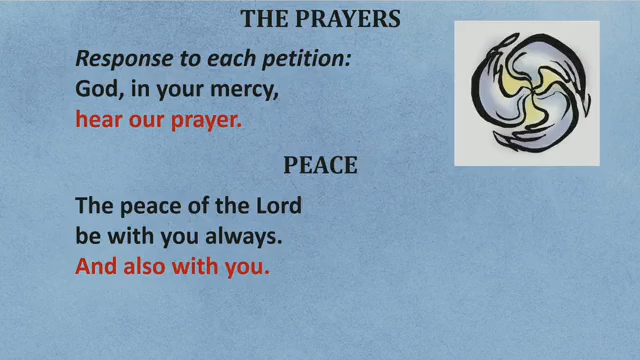 THE PRAYERS
Response to each petition:
God, in your mercy,
hear our prayer.
PEACE
The peace of the Lord
be with you always.
And also with you.